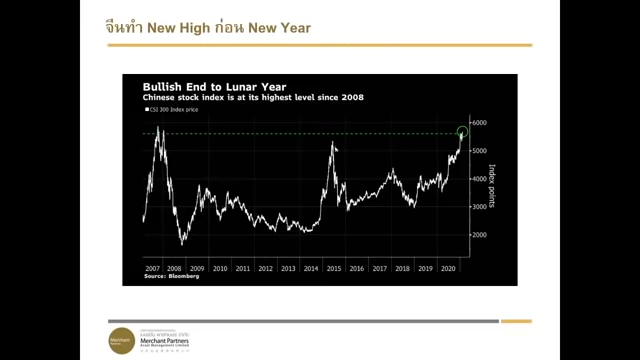 จีนทำ New High ก่อน New Year
Bullish End to Lunar Year
Chinese stock index is at its highest level since 2008
CSI 300 Index price
6000
5000
4000
3000
2000
Index points
2007 2008 2009 2010 2011 2012 2013 2014 2015 2016 2017 2018 2019 2020
Source: Bloomberg
Merchant
Merchant Partners
Asset Management Limited